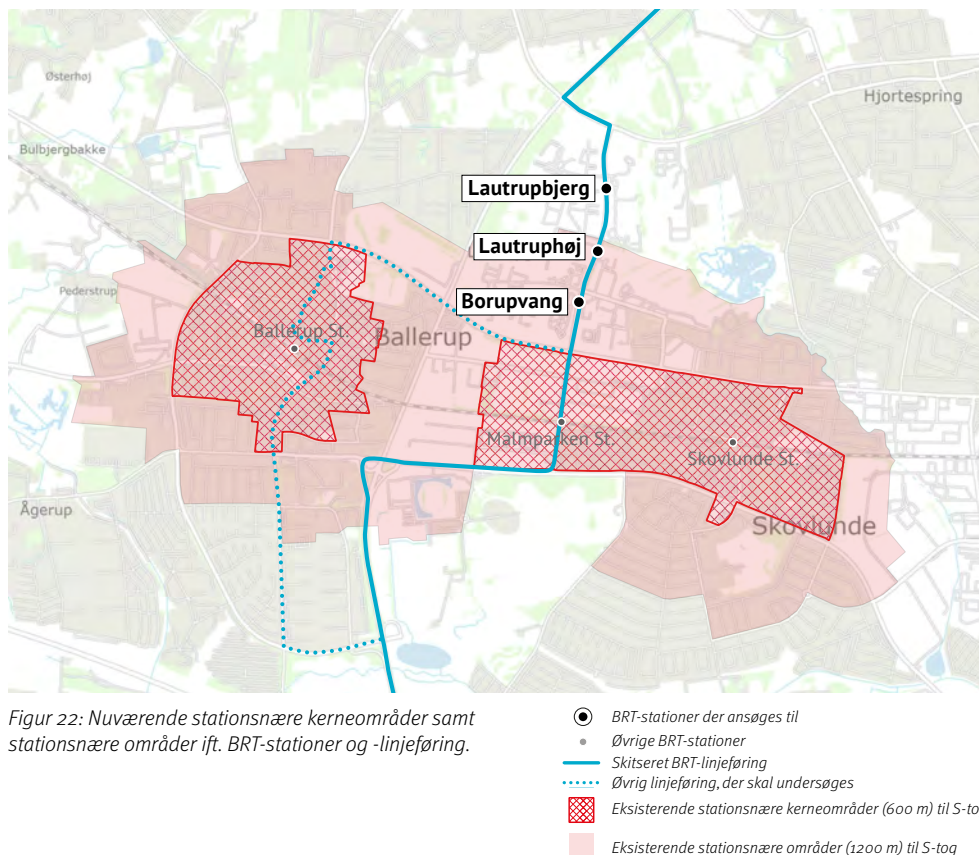 Østerhøj
Hjortespring
Bulbjergbakke
Lautrupbjerg
Lautruphøj
Pederstrup
Borupvang
Ballerup St.
Ballerup
Malmparken St.
Skovlunde St.
Ågerup
Skovlunde
Figur 22: Nuværende stationsnære kerneområder samt
stationsnære områder ift. BRT-stationer og -linjeføring.
BRT-stationer der ansøges til
Øvrige BRT-stationer
Skitseret BRT-linjeføring
Øvrig linjeføring, der skal undersøges
Eksisterende stationsnære kerneområder (600 m) til S-to
Eksisterende stationsnære områder (1200 m) til S-tog